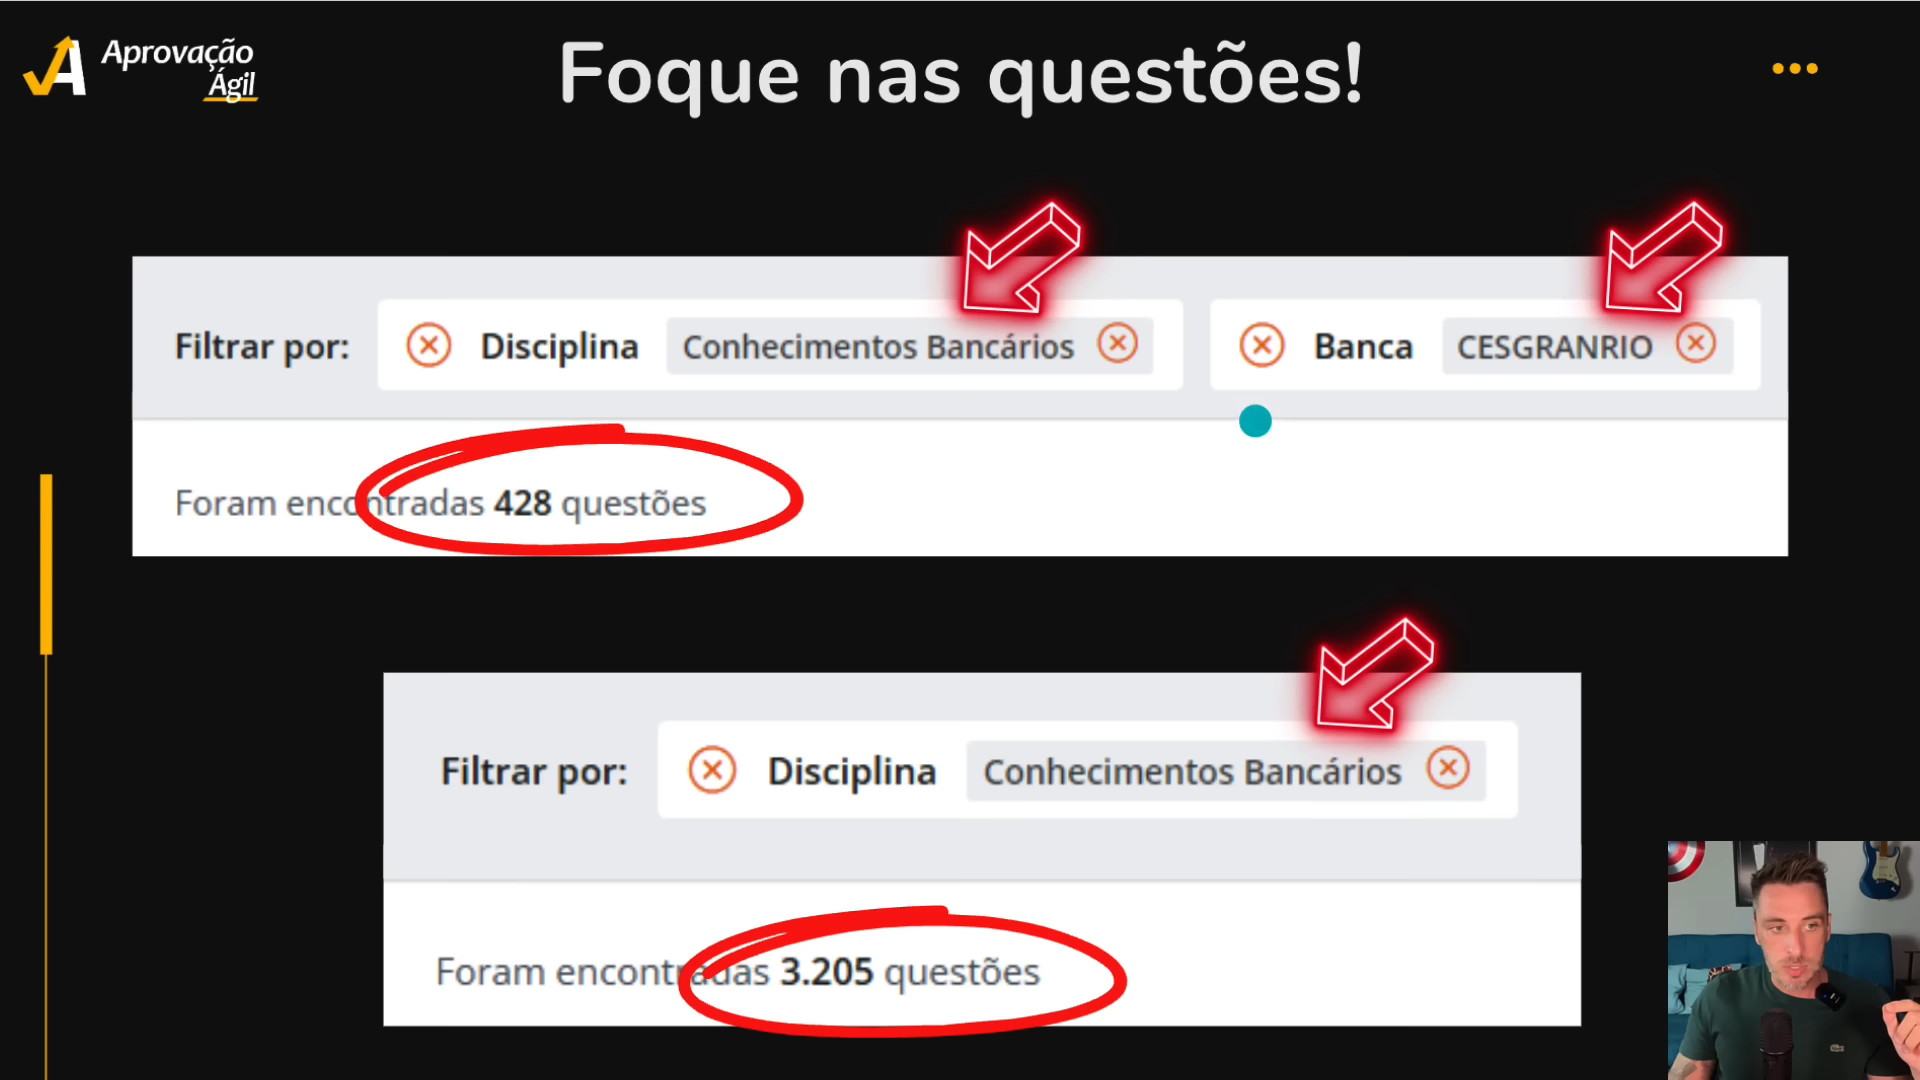 Aprovação
Ágil
Foque nas questões!
Filtrar por: Disciplina Conhecimentos Bancários Banca CESGRANRIO
Foram encontradas 428 questões
Filtrar por: Disciplina Conhecimentos Bancários
Foram encontradas 3.205 questões